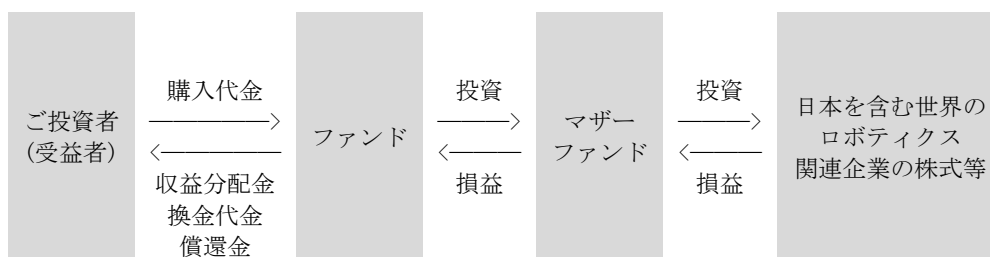 ご投資者
(受益者)
購入代金
収益分配金
換金代金
償還金
ファンド
投資
損益
マザー
ファンド
投資
損益
日本を含む世界の
ロボティクス
関連企業の株式等